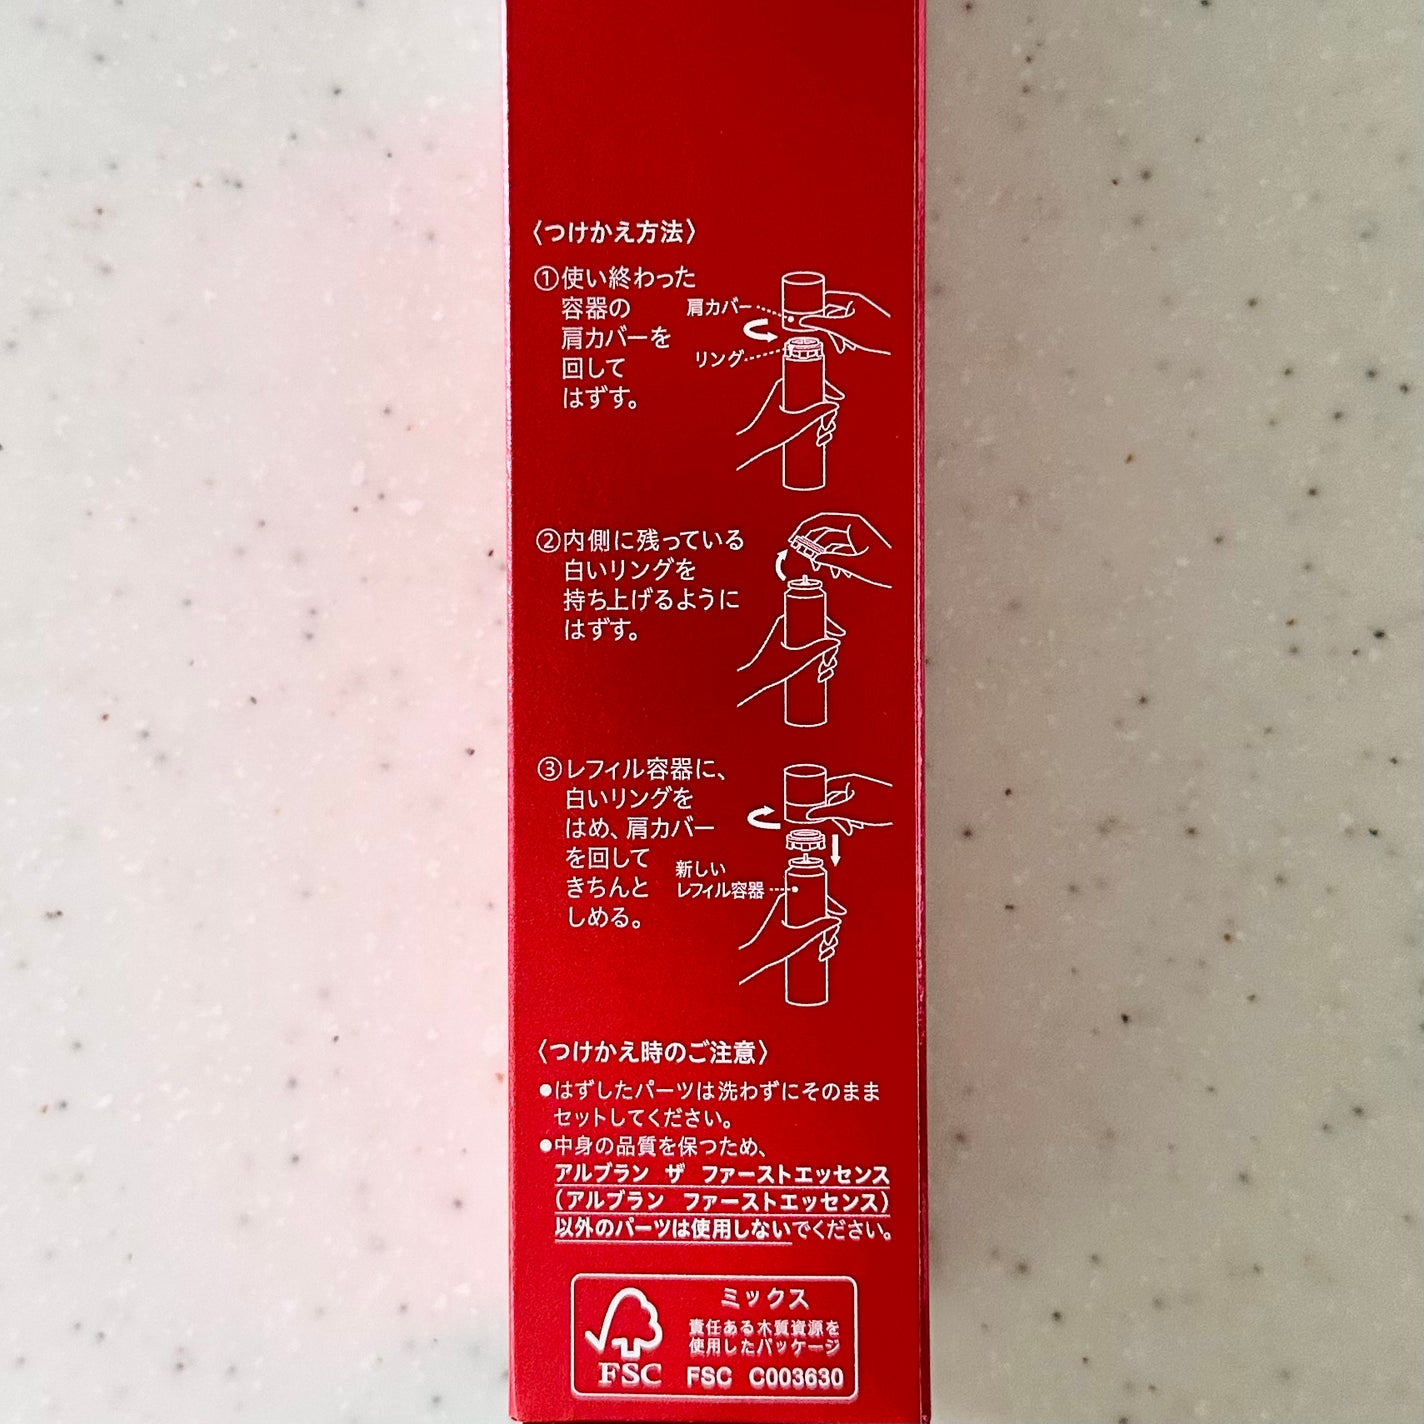 〈つけかえ方法〉
①使い終わった
容器の
肩カバーを
回して
はずす。
肩カバー
リング
②内側に残っている
白いリングを
持ち上げるように
はずす。
③レフィル容器に、
白いリングを
はめ、肩カバー
を回して
きちんと
しめる。
新しい
レフィル容器
〈つけかえ時のご注意〉
●はずしたパーツは洗わずにそのまま
セットしてください。
●中身の品質を保つため、
アルブラン ザ ファーストエッセンス
(アルブラン ファーストエッセンス)
以外のパーツは使用しないでください。
FSC
ミックス
責任ある木質資源を
使用したパッケージ
FSC C003630